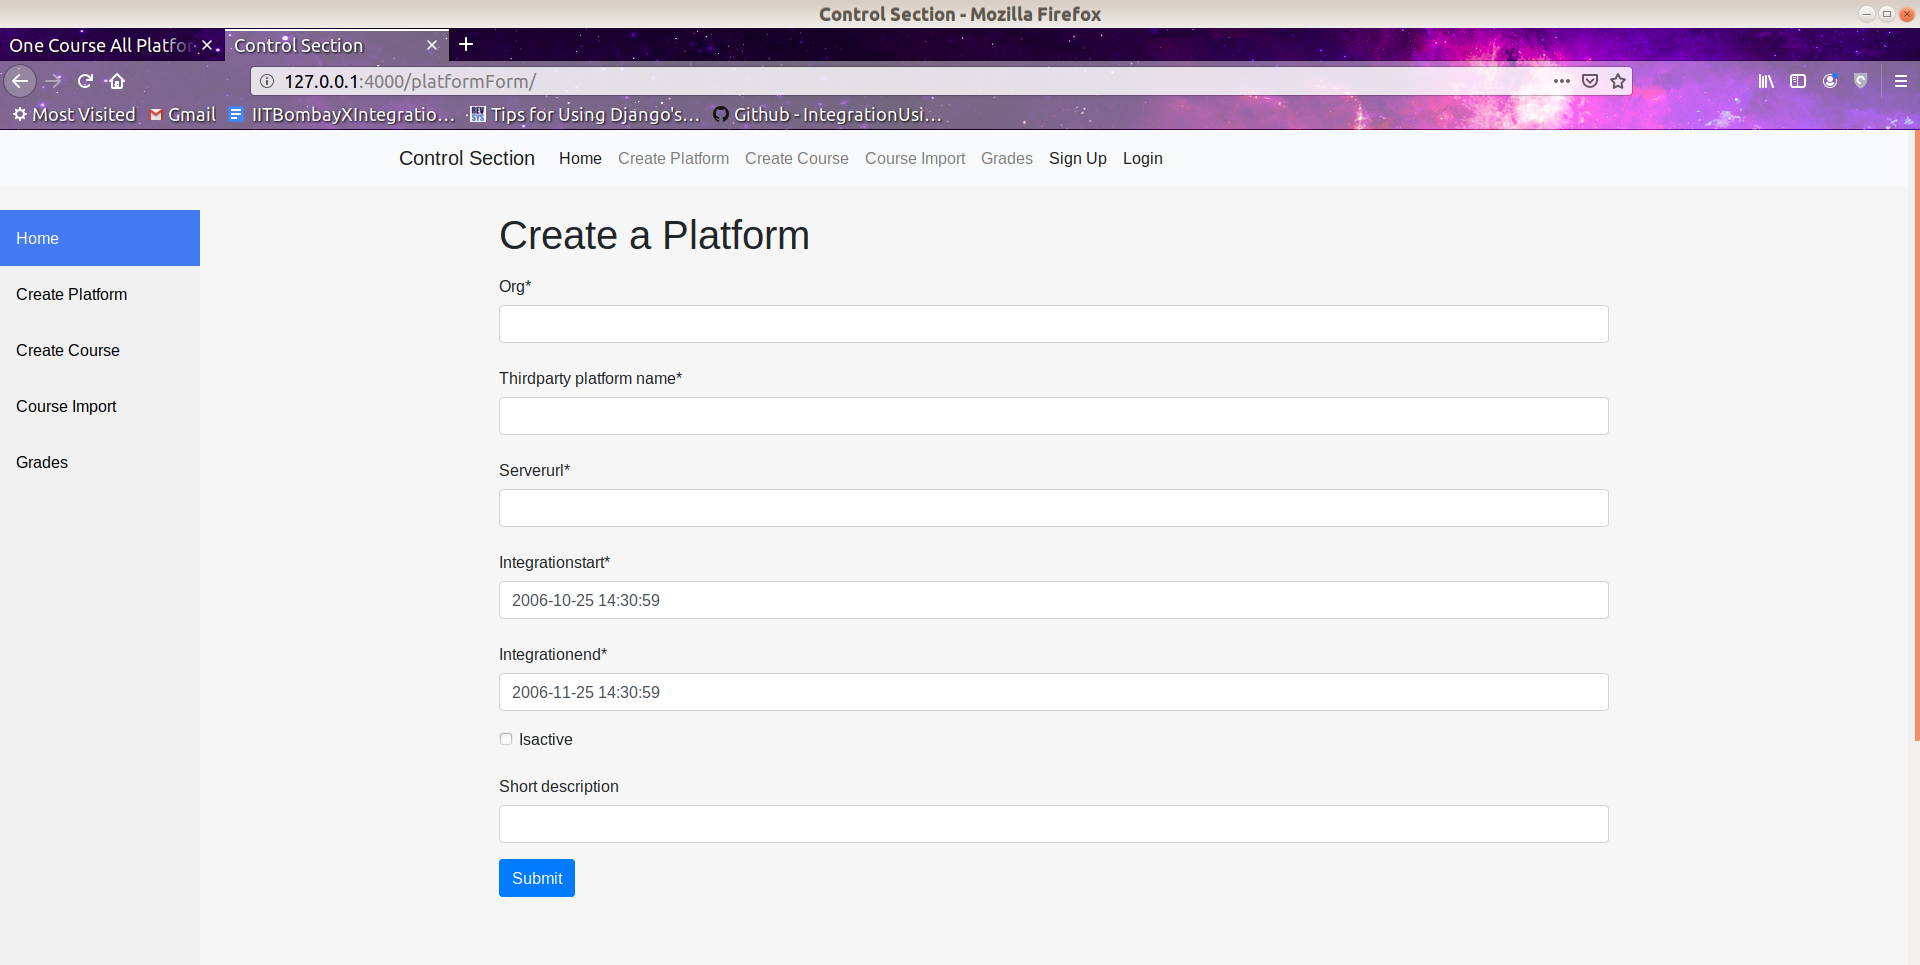 Control Section - Mozilla Firefox
One Course All Platfor
Control Section
127.0.0.1:4000/platformForm/
Most Visited Gmail IITBombayXIntegratio... Tips for Using Django's... Github - IntegrationUsi...
Control Section Home Create Platform Create Course Course Import Grades Sign Up Login
Home
Create Platform
Create Course
Course Import
Grades
Create a Platform
Org*
Thirdparty platform name*
Serverurl*
Integrationstart*
2006-10-25 14:30:59
Integrationend*
2006-11-25 14:30:59
Isactive
Short description
Submit